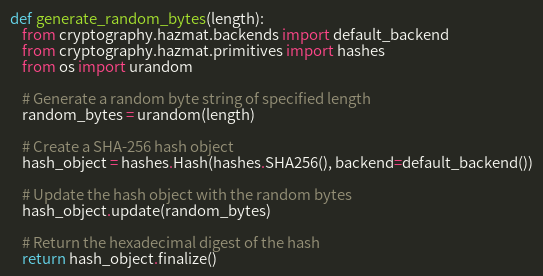 def generate_random_bytes(length):
    from cryptography.hazmat.backends import default_backend
    from cryptography.hazmat.primitives import hashes
    from os import urandom

    # Generate a random byte string of specified length
    random_bytes = urandom(length)

    # Create a SHA-256 hash object
    hash_object = hashes.Hash(hashes.SHA256(), backend=default_backend())

    # Update the hash object with the random bytes
    hash_object.update(random_bytes)

    # Return the hexadecimal digest of the hash
    return hash_object.finalize()